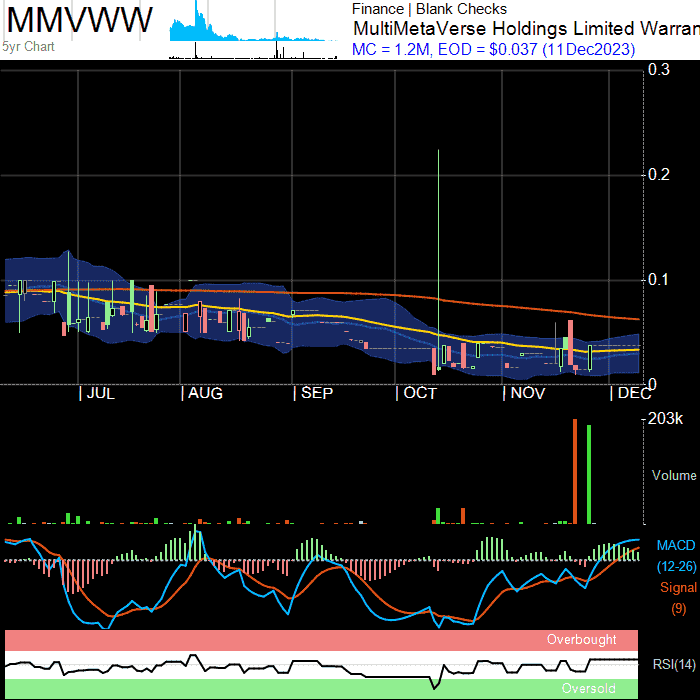 MMVWW
5yr Chart
Finance | Blank Checks
MultiMetaVerse Holdings Limited Warran
MC = 1.2M, EOD = $0.037 (11Dec2023)
0.3
0.2
0.1
0
JUL
AUG
SEP
OCT
NOV
DEC
203k
Volume
MACD
(12-26)
Signal
(9)
Overbought
RSI(14)
Oversold